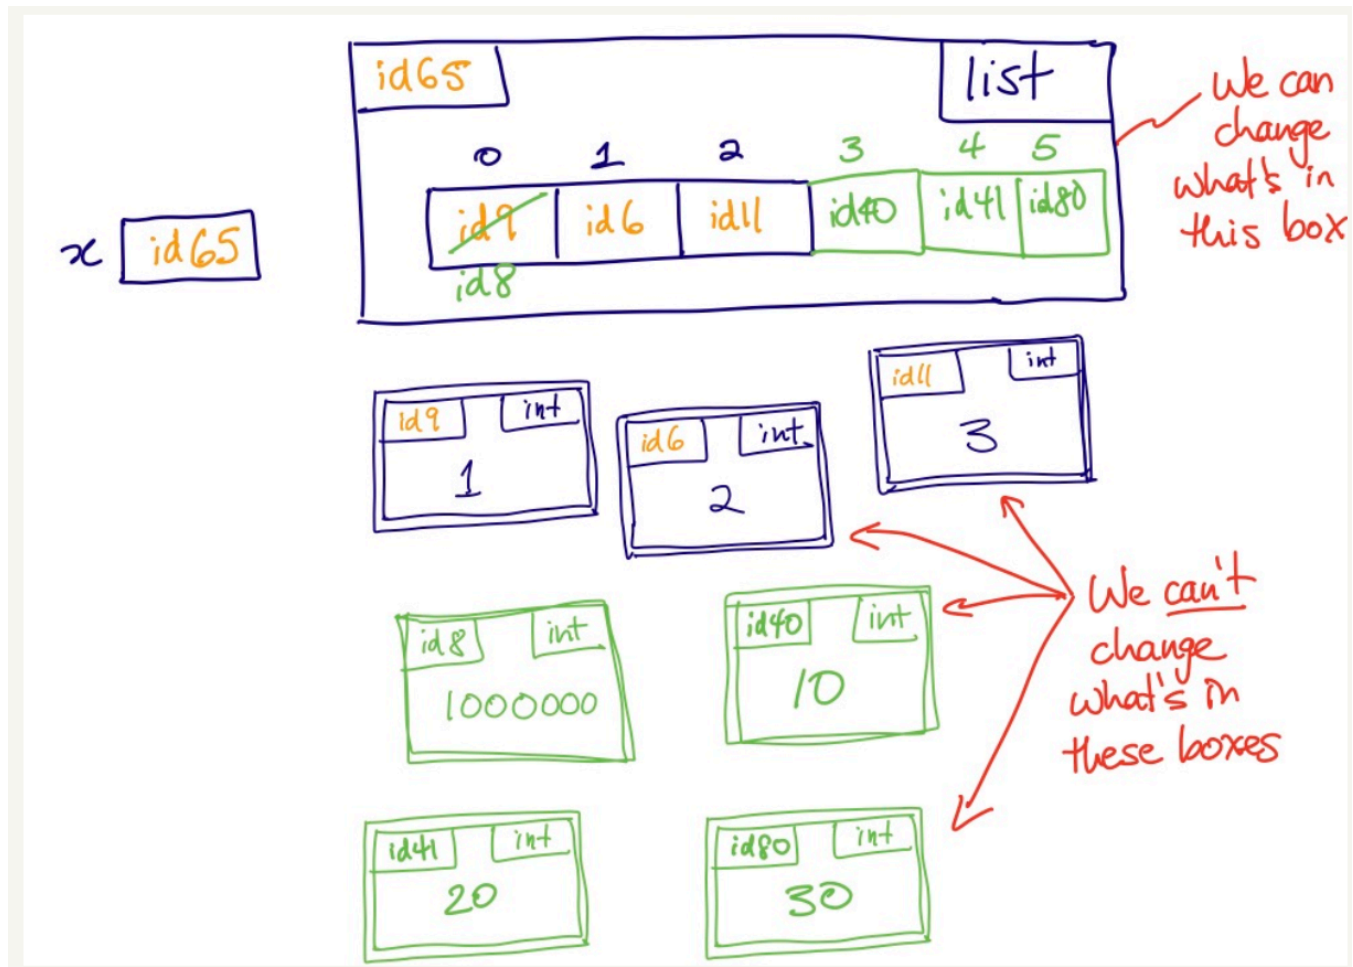 id65 list
We can
change
what's in
this box
0 1 2 3 4 5
id9 id6 id11 id40 id41 id80
id8
x id65
id9 int
1
id6 int
2
id11 int
3
We can't
change
what's in
these boxes
id8 int
1000000
id40 int
10
id41 int
20
id80 int
30